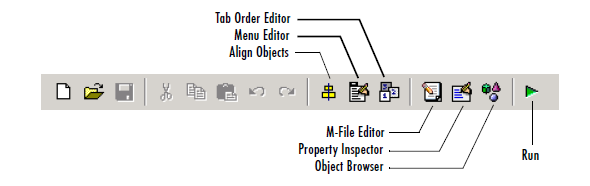 Tab Order Editor
Menu Editor
Align Objects
M-File Editor
Property Inspector
Object Browser
Run